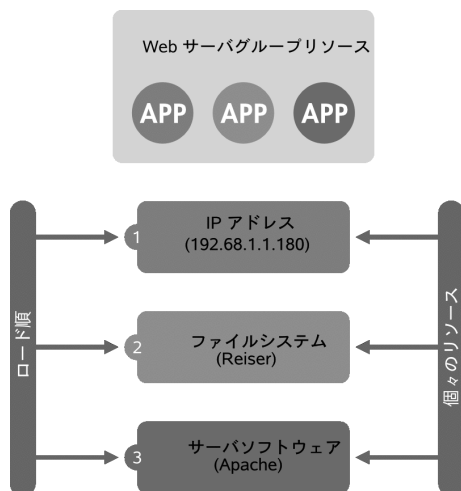 Web サーバグループリソース
APP APP APP
ロード順
1
IP アドレス
(192.68.1.1.180)
2
ファイルシステム
(Reiser)
3
サーバソフトウェア
(Apache)
個々のリソース